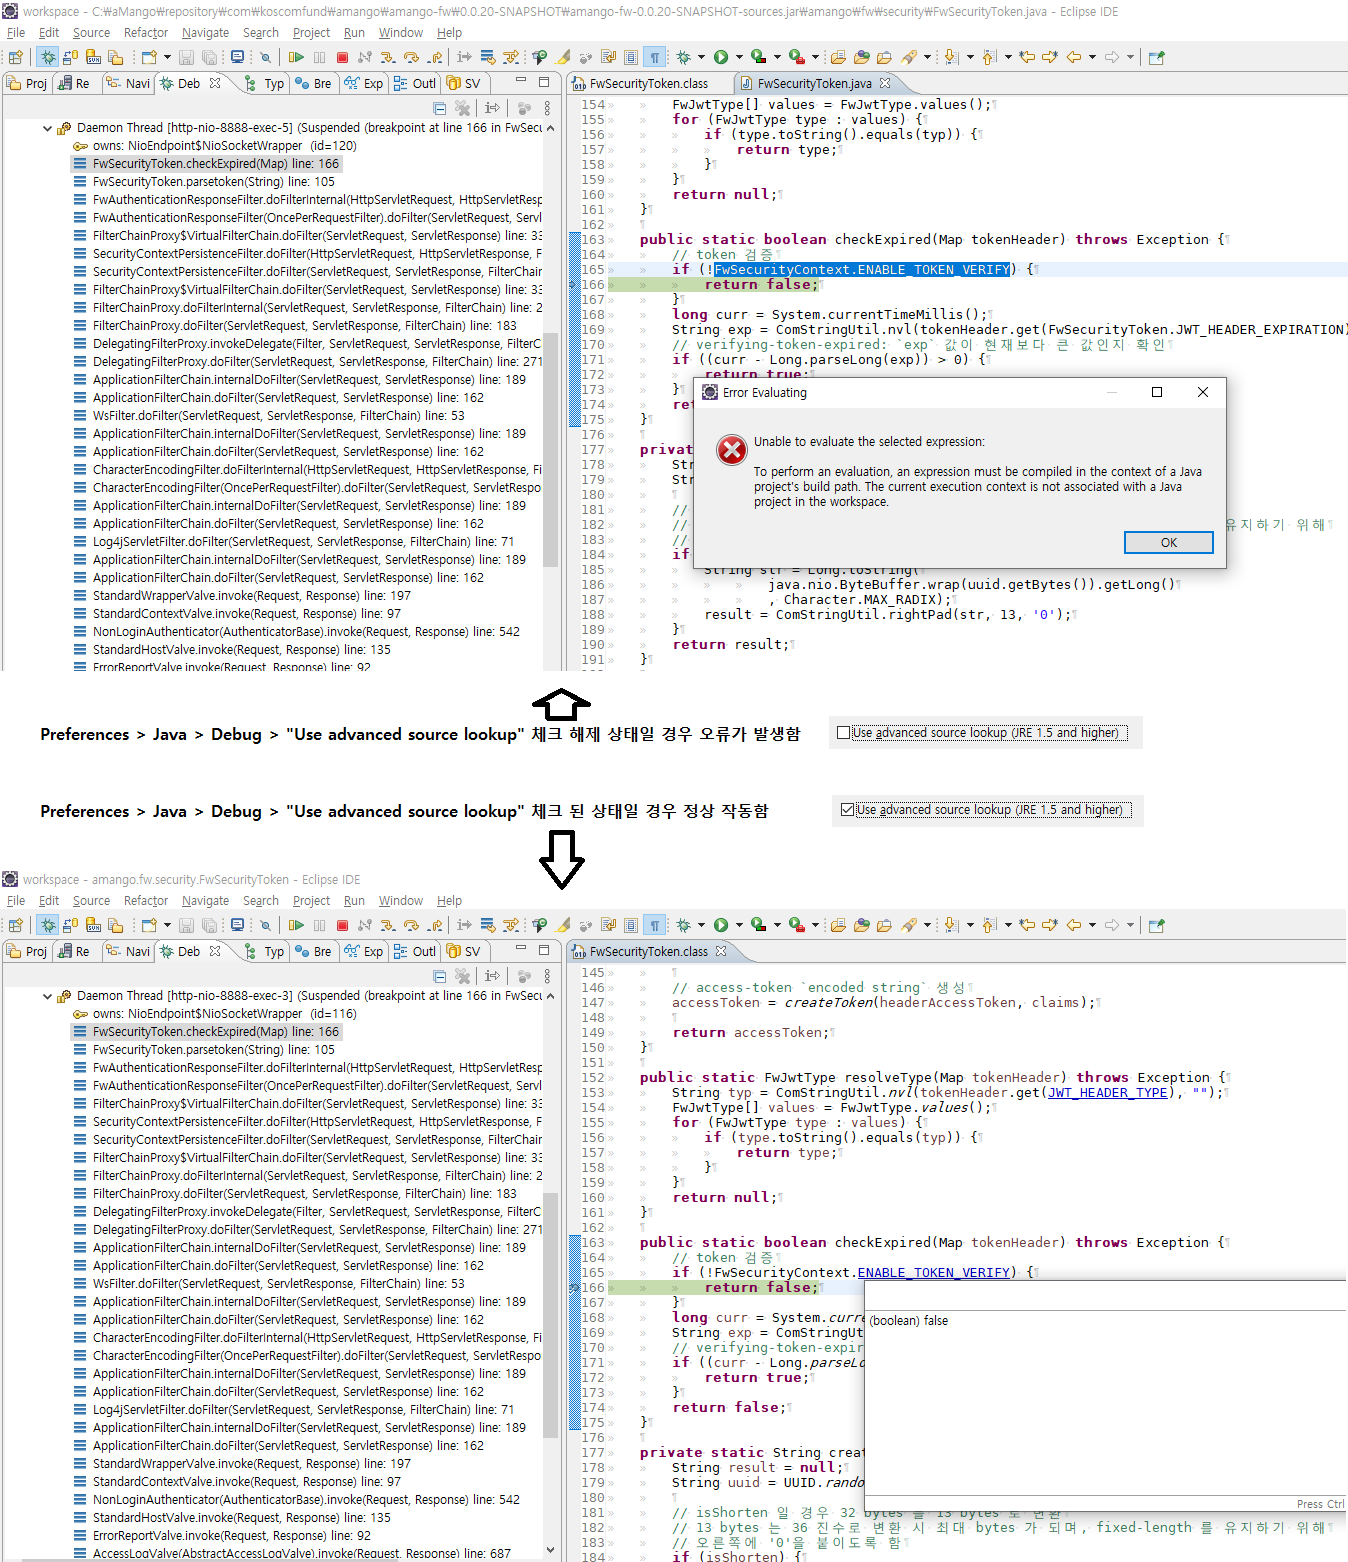 workspace - C:₩aMango₩repository₩com₩koscomfund₩amango₩amango-fw₩0.0.20-SNAPSHOT₩amango-fw-0.0.20-SNAPSHOT-sources.jar₩amango₩fw₩security₩FwSecurityToken.java - Eclipse IDE
File Edit Source Refactor Navigate Search Project Run Window Help
Proj Re Navi Deb Typ Bre Exp Outl SV
FwSecurityToken.class FwSecurityToken.java
Daemon Thread [http-nio-8888-exec-5] (Suspended (breakpoint at line 166 in FwSecu
owns: NioEndpoint$NioSocketWrapper (id=120)
FwSecurityToken.checkExpired(Map) line: 166
FwSecurityToken.parsetoken(String) line: 105
FwAuthenticationResponseFilter.doFilterInternal(HttpServletRequest, HttpServletResp
FwAuthenticationResponseFilter(OncePerRequestFilter).doFilter(ServletRequest, Servl
FilterChainProxy$VirtualFilterChain.doFilter(ServletRequest, ServletResponse) line: 33
SecurityContextPersistenceFilter.doFilter(HttpServletRequest, HttpServletResponse, F
SecurityContextPersistenceFilter.doFilter(ServletRequest, ServletResponse, FilterChain
FilterChainProxy$VirtualFilterChain.doFilter(ServletRequest, ServletResponse) line: 33
FilterChainProxy.doFilterInternal(ServletRequest, ServletResponse, FilterChain) line: 2
FilterChainProxy.doFilter(ServletRequest, ServletResponse, FilterChain) line: 183
DelegatingFilterProxy.invokeDelegate(Filter, ServletRequest, ServletResponse, FilterC
DelegatingFilterProxy.doFilter(ServletRequest, ServletResponse, FilterChain) line: 271
ApplicationFilterChain.internalDoFilter(ServletRequest, ServletResponse) line: 189
ApplicationFilterChain.doFilter(ServletRequest, ServletResponse) line: 162
WsFilter.doFilter(ServletRequest, ServletResponse, FilterChain) line: 53
ApplicationFilterChain.internalDoFilter(ServletRequest, ServletResponse) line: 189
ApplicationFilterChain.doFilter(ServletRequest, ServletResponse) line: 162
CharacterEncodingFilter.doFilterInternal(HttpServletRequest, HttpServletResponse, Fi
CharacterEncodingFilter(OncePerRequestFilter).doFilter(ServletRequest, ServletRespo
ApplicationFilterChain.internalDoFilter(ServletRequest, ServletResponse) line: 189
ApplicationFilterChain.doFilter(ServletRequest, ServletResponse) line: 162
Log4jServletFilter.doFilter(ServletRequest, ServletResponse, FilterChain) line: 71
ApplicationFilterChain.internalDoFilter(ServletRequest, ServletResponse) line: 189
ApplicationFilterChain.doFilter(ServletRequest, ServletResponse) line: 162
StandardWrapperValve.invoke(Request, Response) line: 197
StandardContextValve.invoke(Request, Response) line: 97
NonLoginAuthenticator(AuthenticatorBase).invoke(Request, Response) line: 542
StandardHostValve.invoke(Request, Response) line: 135
ErrorReportValve.invoke(Request, Response) line: 92
154 FwJwtType[] values = FwJwtType.values();
155 for (FwJwtType type : values) {
156 if (type.toString().equals(typ)) {
157 return type;
158 }
159 }
160 return null;
161 }
162
163 public static boolean checkExpired(Map tokenHeader) throws Exception {
164 // token 검증
165 if (!FwSecurityContext.ENABLE_TOKEN_VERIFY) {
166 return false;
167 }
168 long curr = System.currentTimeMillis();
169 String exp = ComStringUtil.nvl(tokenHeader.get(FwSecurityToken.JWT_HEADER_EXPIRATION)
170 // verifying-token-expired: `exp` 값이 현재보다 큰 값인지 확인
171 if ((curr - Long.parseLong(exp)) > 0) {
172 return true;
173 }
174 ret
175 }
176
177 privat
178 Str
179 Str
180
181 //
182 // 유지하기 위해
183 //
184 if
185 String str = Long.toString(
186 java.nio.ByteBuffer.wrap(uuid.getBytes()).getLong()
187 , Character.MAX_RADIX);
188 result = ComStringUtil.rightPad(str, 13, '0');
189 }
190 return result;
191 }
Error Evaluating
Unable to evaluate the selected expression:
To perform an evaluation, an expression must be compiled in the context of a Java
project's build path. The current execution context is not associated with a Java
project in the workspace.
OK
Preferences > Java > Debug > "Use advanced source lookup" 체크 해제 상태일 경우 오류가 발생함
Use advanced source lookup (JRE 1.5 and higher)
Preferences > Java > Debug > "Use advanced source lookup" 체크 된 상태일 경우 정상 작동함
Use advanced source lookup (JRE 1.5 and higher)
workspace - amango.fw.security.FwSecurityToken - Eclipse IDE
File Edit Source Refactor Navigate Search Project Run Window Help
Proj Re Navi Deb Typ Bre Exp Outl SV
FwSecurityToken.class
Daemon Thread [http-nio-8888-exec-3] (Suspended (breakpoint at line 166 in FwSecu
owns: NioEndpoint$NioSocketWrapper (id=116)
FwSecurityToken.checkExpired(Map) line: 166
FwSecurityToken.parsetoken(String) line: 105
FwAuthenticationResponseFilter.doFilterInternal(HttpServletRequest, HttpServletResp
FwAuthenticationResponseFilter(OncePerRequestFilter).doFilter(ServletRequest, Servl
FilterChainProxy$VirtualFilterChain.doFilter(ServletRequest, ServletResponse) line: 33
SecurityContextPersistenceFilter.doFilter(HttpServletRequest, HttpServletResponse, F
SecurityContextPersistenceFilter.doFilter(ServletRequest, ServletResponse, FilterChain
FilterChainProxy$VirtualFilterChain.doFilter(ServletRequest, ServletResponse) line: 33
FilterChainProxy.doFilterInternal(ServletRequest, ServletResponse, FilterChain) line: 2
FilterChainProxy.doFilter(ServletRequest, ServletResponse, FilterChain) line: 183
DelegatingFilterProxy.invokeDelegate(Filter, ServletRequest, ServletResponse, FilterC
DelegatingFilterProxy.doFilter(ServletRequest, ServletResponse, FilterChain) line: 271
ApplicationFilterChain.internalDoFilter(ServletRequest, ServletResponse) line: 189
ApplicationFilterChain.doFilter(ServletRequest, ServletResponse) line: 162
WsFilter.doFilter(ServletRequest, ServletResponse, FilterChain) line: 53
ApplicationFilterChain.internalDoFilter(ServletRequest, ServletResponse) line: 189
ApplicationFilterChain.doFilter(ServletRequest, ServletResponse) line: 162
CharacterEncodingFilter.doFilterInternal(HttpServletRequest, HttpServletResponse, Fi
CharacterEncodingFilter(OncePerRequestFilter).doFilter(ServletRequest, ServletRespo
ApplicationFilterChain.internalDoFilter(ServletRequest, ServletResponse) line: 189
ApplicationFilterChain.doFilter(ServletRequest, ServletResponse) line: 162
Log4jServletFilter.doFilter(ServletRequest, ServletResponse, FilterChain) line: 71
ApplicationFilterChain.internalDoFilter(ServletRequest, ServletResponse) line: 189
ApplicationFilterChain.doFilter(ServletRequest, ServletResponse) line: 162
StandardWrapperValve.invoke(Request, Response) line: 197
StandardContextValve.invoke(Request, Response) line: 97
NonLoginAuthenticator(AuthenticatorBase).invoke(Request, Response) line: 542
StandardHostValve.invoke(Request, Response) line: 135
ErrorReportValve.invoke(Request, Response) line: 92
AccessLogValve(AbstractAccessLogValve).invoke(Request, Response) line: 687
145
146 // access-token `encoded string` 생성
147 accessToken = createToken(headerAccessToken, claims);
148
149 return accessToken;
150 }
151
152 public static FwJwtType resolveType(Map tokenHeader) throws Exception {
153 String typ = ComStringUtil.nvl(tokenHeader.get(JWT_HEADER_TYPE), "");
154 FwJwtType[] values = FwJwtType.values();
155 for (FwJwtType type : values) {
156 if (type.toString().equals(typ)) {
157 return type;
158 }
159 }
160 return null;
161 }
162
163 public static boolean checkExpired(Map tokenHeader) throws Exception {
164 // token 검증
165 if (!FwSecurityContext.ENABLE_TOKEN_VERIFY) {
166 return false;
167 }
168 long curr = System.curre
169 String exp = ComStringUt
170 // verifying-token-expir
171 if ((curr - Long.parseLo
172 return true;
173 }
174 return false;
175 }
176
177 private static String creat
178 String result = null;
179 String uuid = UUID.rando
180
181 // isShorten 일 경우 32 bytes 를 13 bytes 로 변환
182 // 13 bytes 는 36 진수로 변환 시 최대 bytes 가 되며, fixed-length 를 유지하기 위해
183 // 오른쪽에 '0'을 붙이도록 함
184 if (isShorten) {
(boolean) false
Press Ctrl